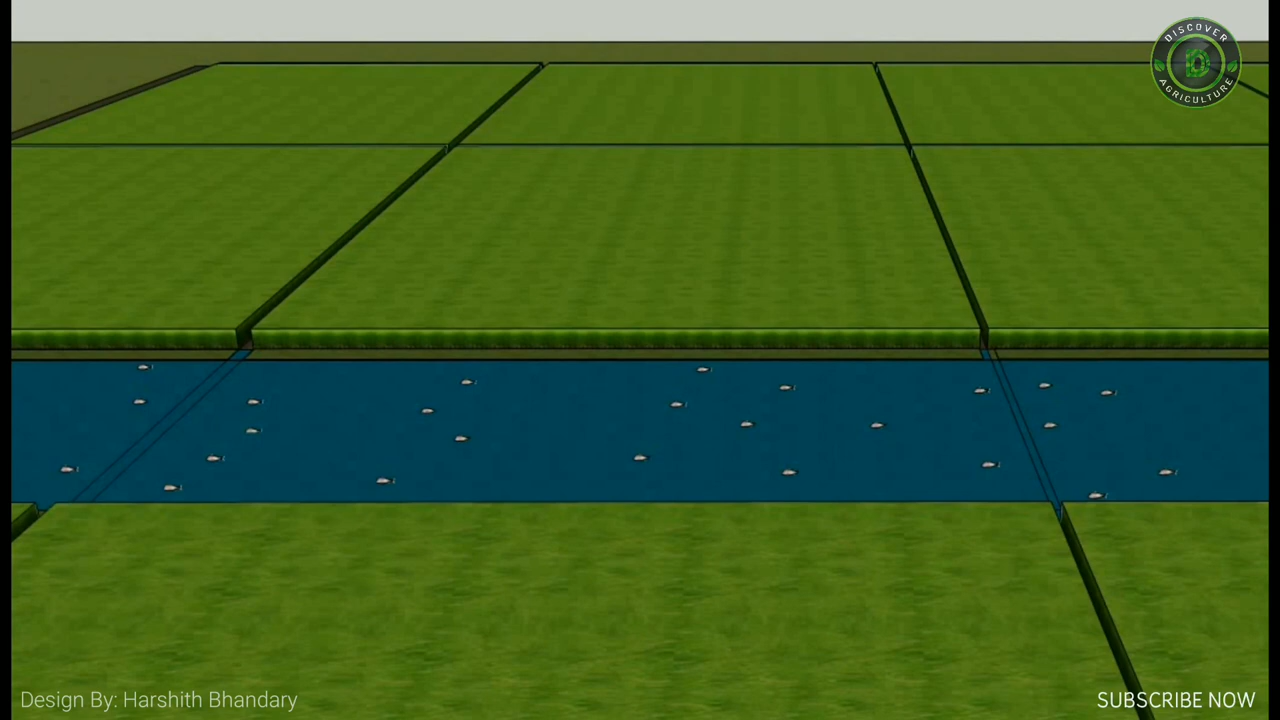 DISCOVER
D
AGRICULTURE
Design By: Harshith Bhandary
SUBSCRIBE NOW